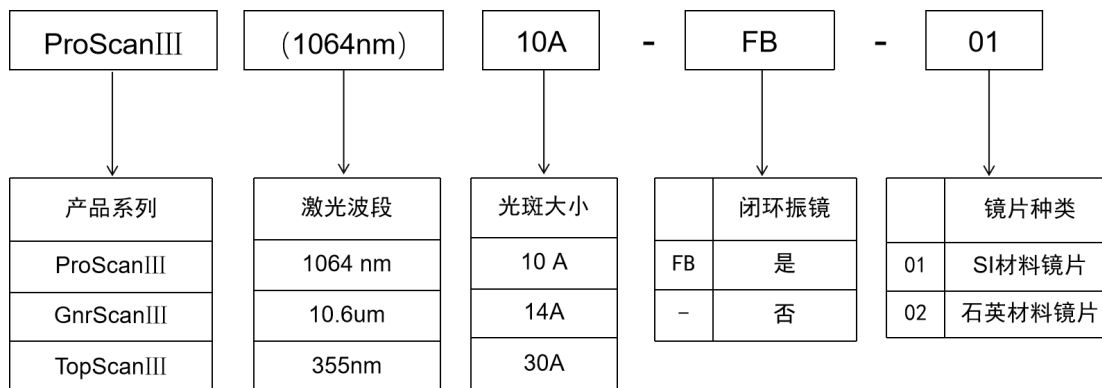 ProScanⅢ (1064nm) 10A - FB - 01
产品系列 激光波段 光斑大小 闭环振镜 镜片种类
ProScanⅢ 1064 nm 10 A FB 是 01 SI材料镜片
GnrScanⅢ 10.6um 14A - 否 02 石英材料镜片
TopScanⅢ 355nm 30A